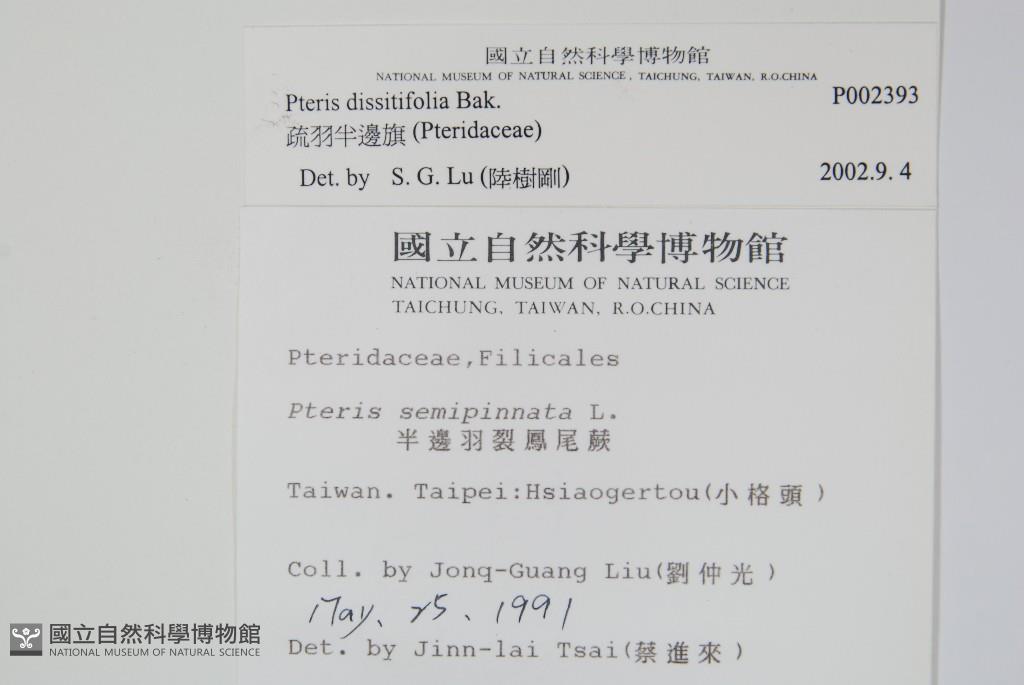 國立自然科學博物館
NATIONAL MUSEUM OF NATURAL SCIENCE, TAICHUNG, TAIWAN, R.O.CHINA
Pteris dissitifolia Bak. P002393
疏羽半邊旗 (Pteridaceae)
Det. by S. G. Lu (陸樹剛) 2002.9. 4
國立自然科學博物館
NATIONAL MUSEUM OF NATURAL SCIENCE
TAICHUNG, TAIWAN, R.O.CHINA
Pteridaceae,Filicales
Pteris semipinnata L.
半邊羽裂鳳尾蕨
Taiwan. Taipei:Hsiaogertou(小格頭)
Coll. by Jonq-Guang Liu(劉仲光)
May, 25, 1991
Det. by Jinn-lai Tsai(蔡進來)
國立自然科學博物館
NATIONAL MUSEUM OF NATURAL SCIENCE